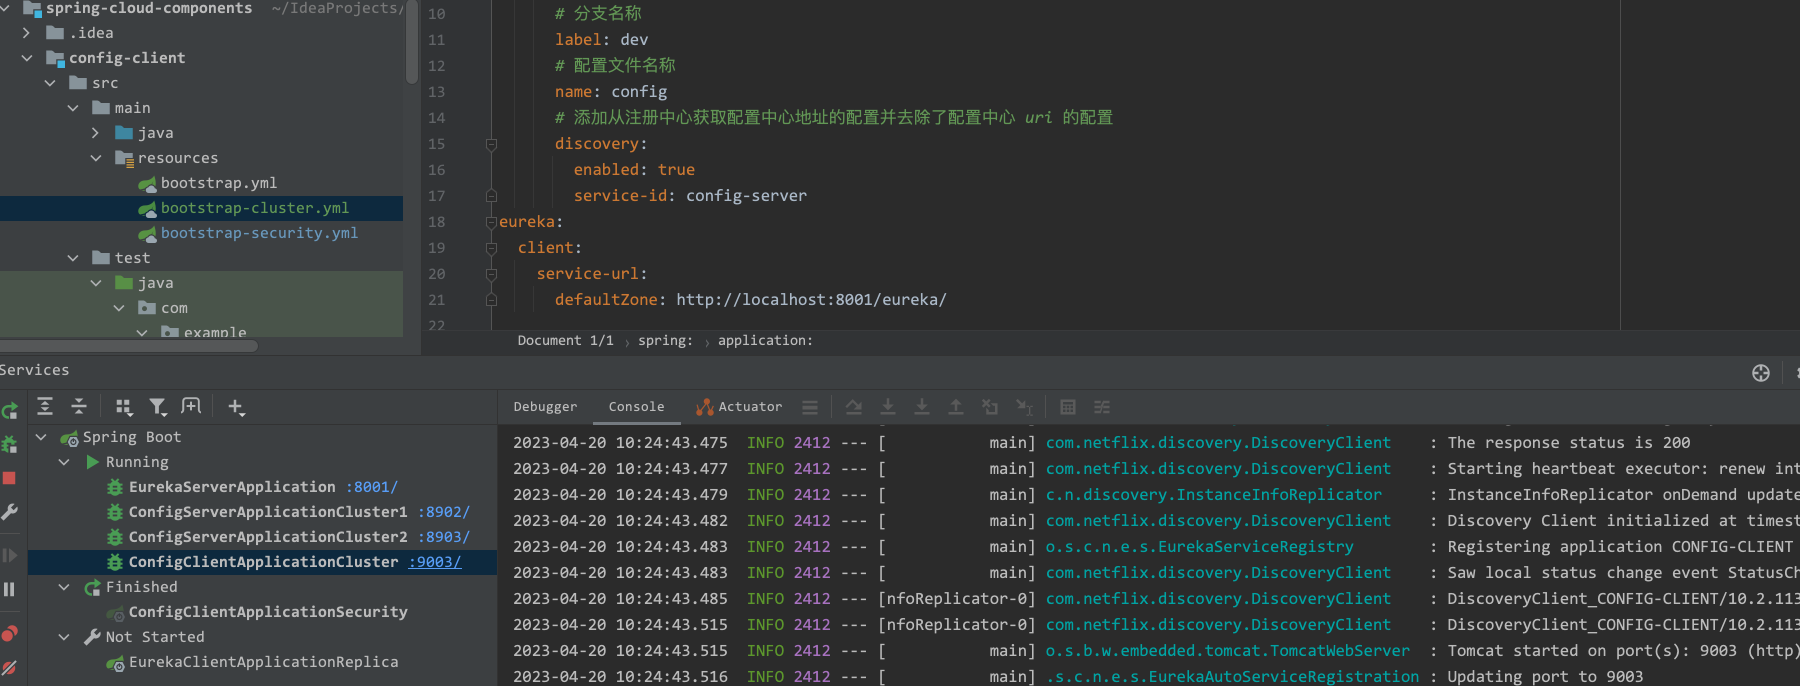 spring-cloud-components ~/IdeaProjects/
.idea
config-client
src
main
java
resources
bootstrap.yml
bootstrap-cluster.yml
bootstrap-security.yml
test
java
com
example
10 # 分支名称
11 label: dev
12 # 配置文件名称
13 name: config
14 # 添加从注册中心获取配置中心地址的配置并去除了配置中心 uri 的配置
15 discovery:
16 enabled: true
17 service-id: config-server
18 eureka:
19 client:
20 service-url:
21 defaultZone: http://localhost:8001/eureka/
22
Document 1/1 › spring: › application:
Services
Spring Boot
Running
EurekaServerApplication :8001/
ConfigServerApplicationCluster1 :8902/
ConfigServerApplicationCluster2 :8903/
ConfigClientApplicationCluster :9003/
Finished
ConfigClientApplicationSecurity
Not Started
EurekaClientApplicationReplica
Debugger Console Actuator
2023-04-20 10:24:43.475 INFO 2412 --- [ main] com.netflix.discovery.DiscoveryClient : The response status is 200
2023-04-20 10:24:43.477 INFO 2412 --- [ main] com.netflix.discovery.DiscoveryClient : Starting heartbeat executor: renew int
2023-04-20 10:24:43.479 INFO 2412 --- [ main] c.n.discovery.InstanceInfoReplicator : InstanceInfoReplicator onDemand update
2023-04-20 10:24:43.482 INFO 2412 --- [ main] com.netflix.discovery.DiscoveryClient : Discovery Client initialized at timest
2023-04-20 10:24:43.483 INFO 2412 --- [ main] o.s.c.n.e.s.EurekaServiceRegistry : Registering application CONFIG-CLIENT
2023-04-20 10:24:43.483 INFO 2412 --- [ main] com.netflix.discovery.DiscoveryClient : Saw local status change event StatusCh
2023-04-20 10:24:43.485 INFO 2412 --- [nfoReplicator-0] com.netflix.discovery.DiscoveryClient : DiscoveryClient_CONFIG-CLIENT/10.2.113
2023-04-20 10:24:43.515 INFO 2412 --- [nfoReplicator-0] com.netflix.discovery.DiscoveryClient : DiscoveryClient_CONFIG-CLIENT/10.2.113
2023-04-20 10:24:43.515 INFO 2412 --- [ main] o.s.b.w.embedded.tomcat.TomcatWebServer : Tomcat started on port(s): 9003 (http)
2023-04-20 10:24:43.516 INFO 2412 --- [ main] .s.c.n.e.s.EurekaAutoServiceRegistration : Updating port to 9003